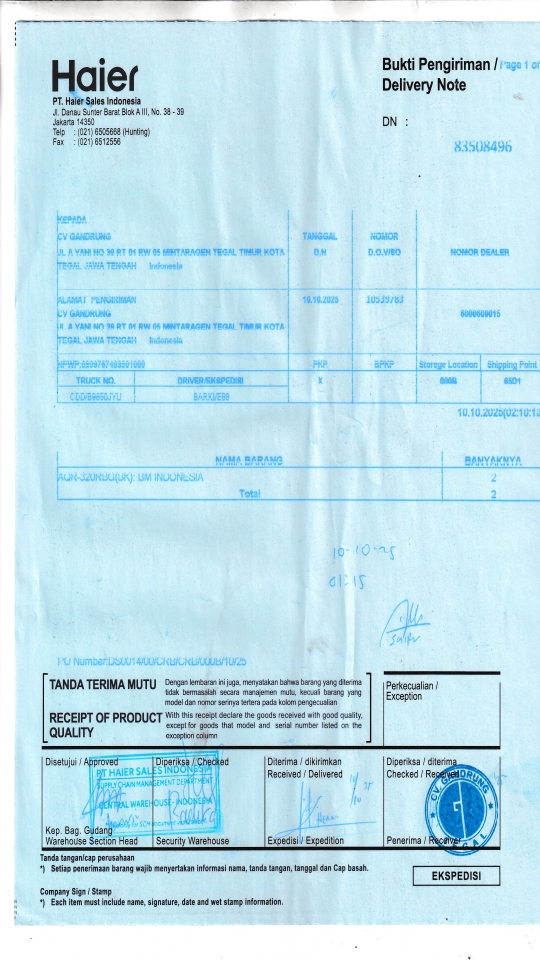 Haier
PT. Haier Sales Indonesia
Jl. Danau Sunter Barat Blok A III, No. 38 - 39
Jakarta 14350
Telp : (021) 6505668 (Hunting)
Fax : (021) 6512556
Bukti Pengiriman / Page 1 of
Delivery Note
DN :
83508496
KEPADA
CV GANDRUNG TANGGAL NOMOR
JL A YANI NO 39 RT 01 RW 05 MINTARAGEN TEGAL TIMUR KOTA D.N D.O.V/SO NOMOR DEALER
TEGAL JAWA TENGAH Indonesia
ALAMAT PENGIRIMAN 10.10.2025 10539783
CV GANDRUNG
JL A YANI NO 39 RT 01 RW 05 MINTARAGEN TEGAL TIMUR KOTA
TEGAL JAWA TENGAH Indonesia
PKP BPKP Storege Location Shipping Point
TRUCK NO. DRIVER/EKSPEDISI X
BARKI/E88
NAMA BARANG BANYAKNYA
INDONESIA 2
Total 2
10-10-25
01:15
TANDA TERIMA MUTU
Dengan lembaran ini juga, menyatakan bahwa barang yang diterima
tidak bermasalah secara manajemen mutu, kecuali barang yang
model dan nomor serinya tertera pada kolom pengecualian
RECEIPT OF PRODUCT
QUALITY
With this receipt declare the goods received with good quality,
except for goods that model and serial number listed on the
exception column
Perkecualian /
Exception
Disetujui / Approved
Diperiksa / Checked
Diterima / dikirimkan
Received / Delivered
Diperiksa / diterima
Checked / Received
PT HAIER SALES INDONESIA
SUPPLY CHAIN MANAGEMENT DEPARTMENT
CENTRAL WAREHOUSE- INDONESIA
CV. GANDRUNG
TEGAL
Kep. Bag. Gudang
Warehouse Section Head
Security Warehouse
Expedisi / Expedition
Penerima / Receiver
Tanda tangan/cap perusahaan
*) Setiap penerimaan barang wajib menyertakan informasi nama, tanda tangan, tanggal dan Cap basah.
EKSPEDISI
Company Sign / Stamp
*) Each item must include name, signature, date and wet stamp information.